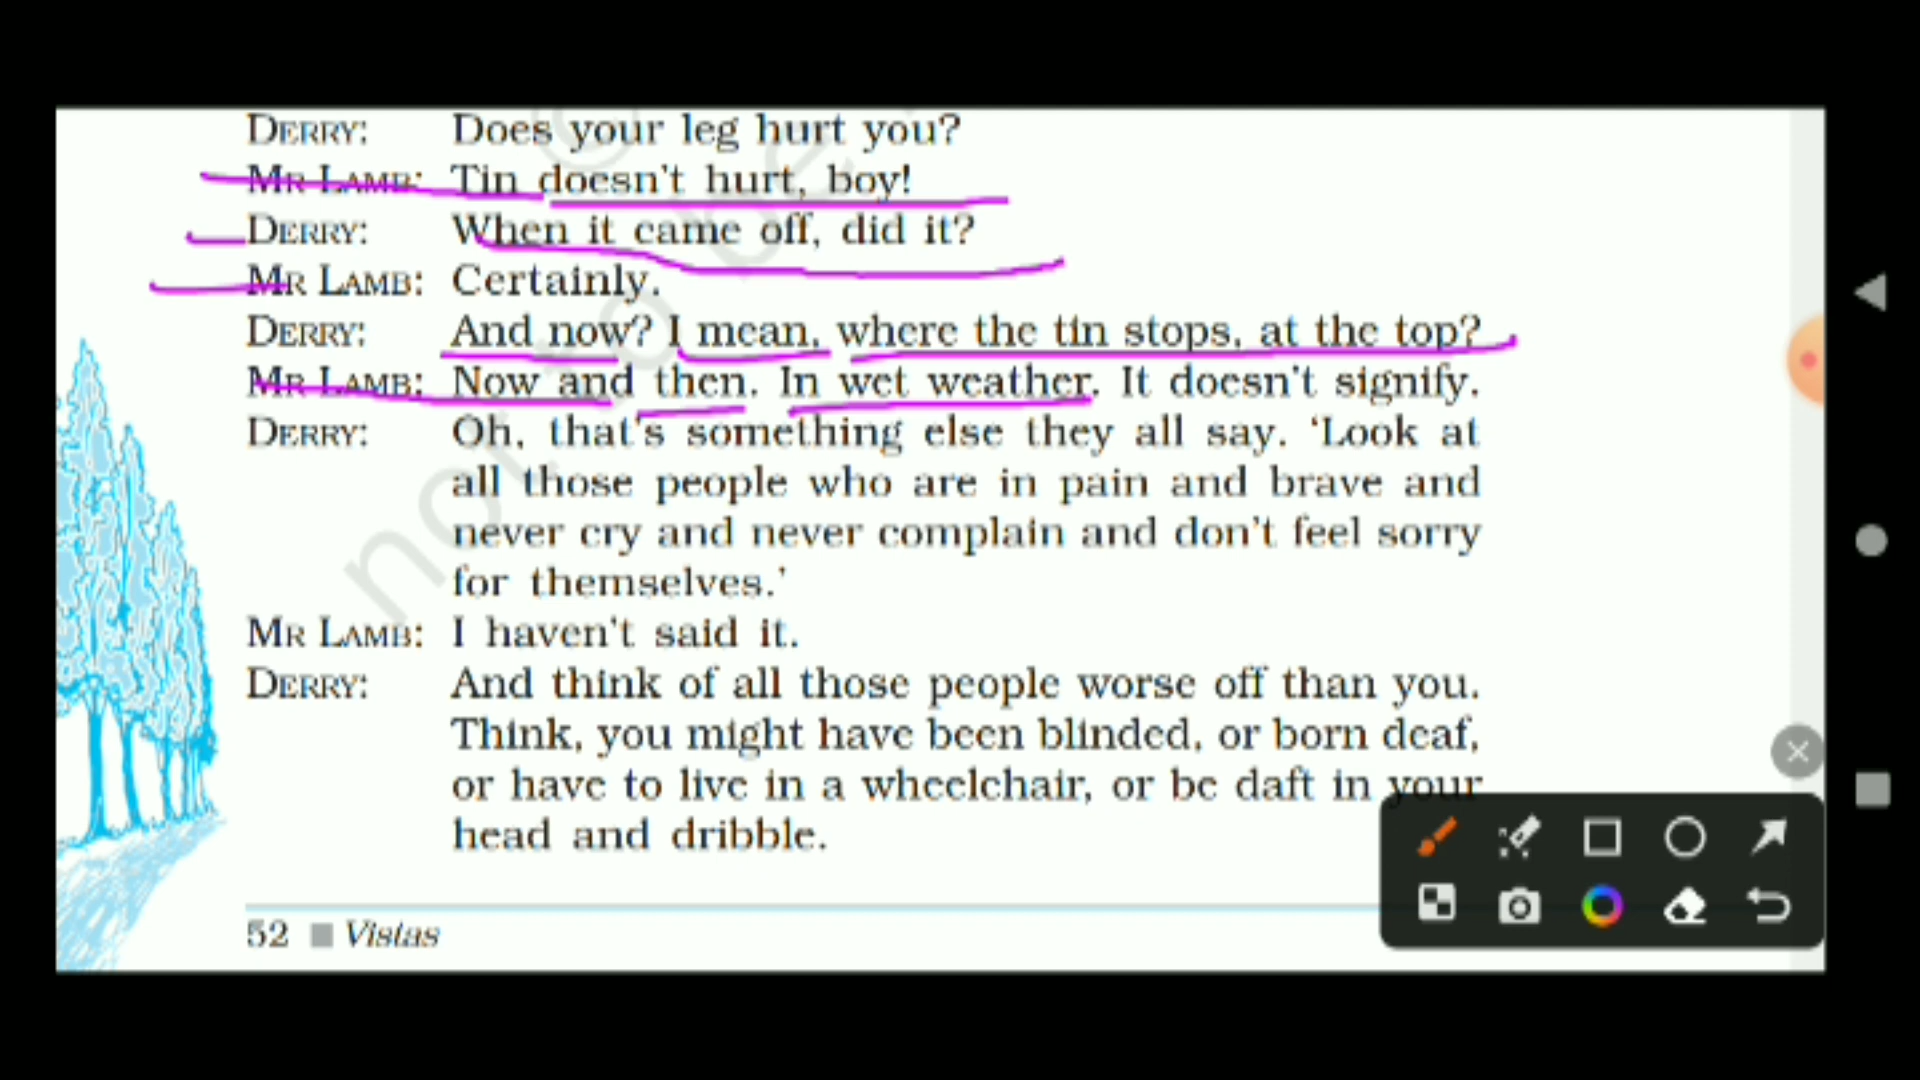 DERRY: Does your leg hurt you?
MR LAMB: Tin doesn't hurt, boy!
DERRY: When it came off, did it?
MR LAMB: Certainly.
DERRY: And now? I mean, where the tin stops, at the top?
MR LAMB: Now and then. In wet weather. It doesn't signify.
DERRY: Oh, that's something else they all say. ‘Look at
all those people who are in pain and brave and
never cry and never complain and don't feel sorry
for themselves.’
MR LAMB: I haven't said it.
DERRY: And think of all those people worse off than you.
Think, you might have been blinded, or born deaf,
or have to live in a wheelchair, or be daft in your
head and dribble.
52 ■ Vistas
©
not to be